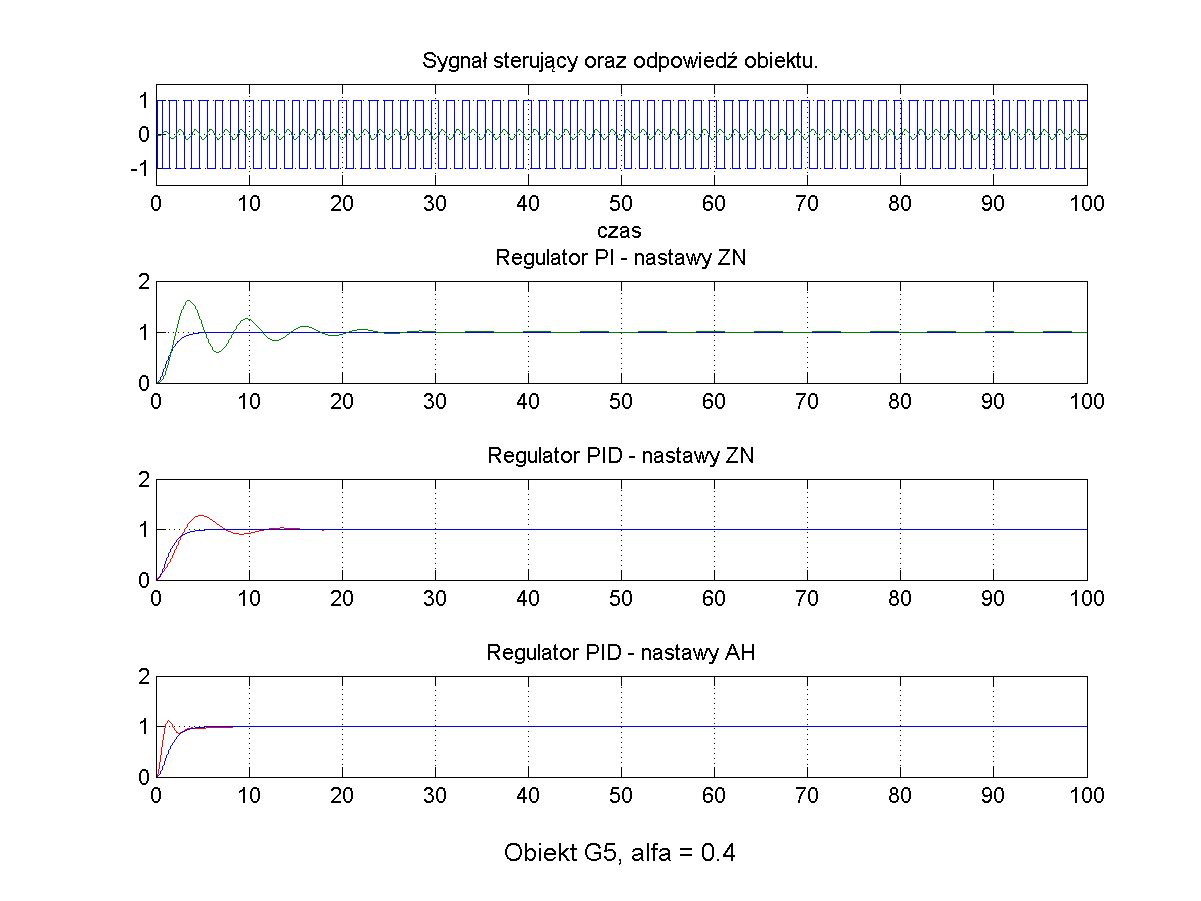 Sygnał sterujący oraz odpowiedź obiektu.
1
0
-1
0 10 20 30 40 50 60 70 80 90 100
czas
Regulator PI - nastawy ZN
2
1
0
0 10 20 30 40 50 60 70 80 90 100
Regulator PID - nastawy ZN
2
1
0
0 10 20 30 40 50 60 70 80 90 100
Regulator PID - nastawy AH
2
1
0
0 10 20 30 40 50 60 70 80 90 100
Obiekt G5, alfa = 0.4